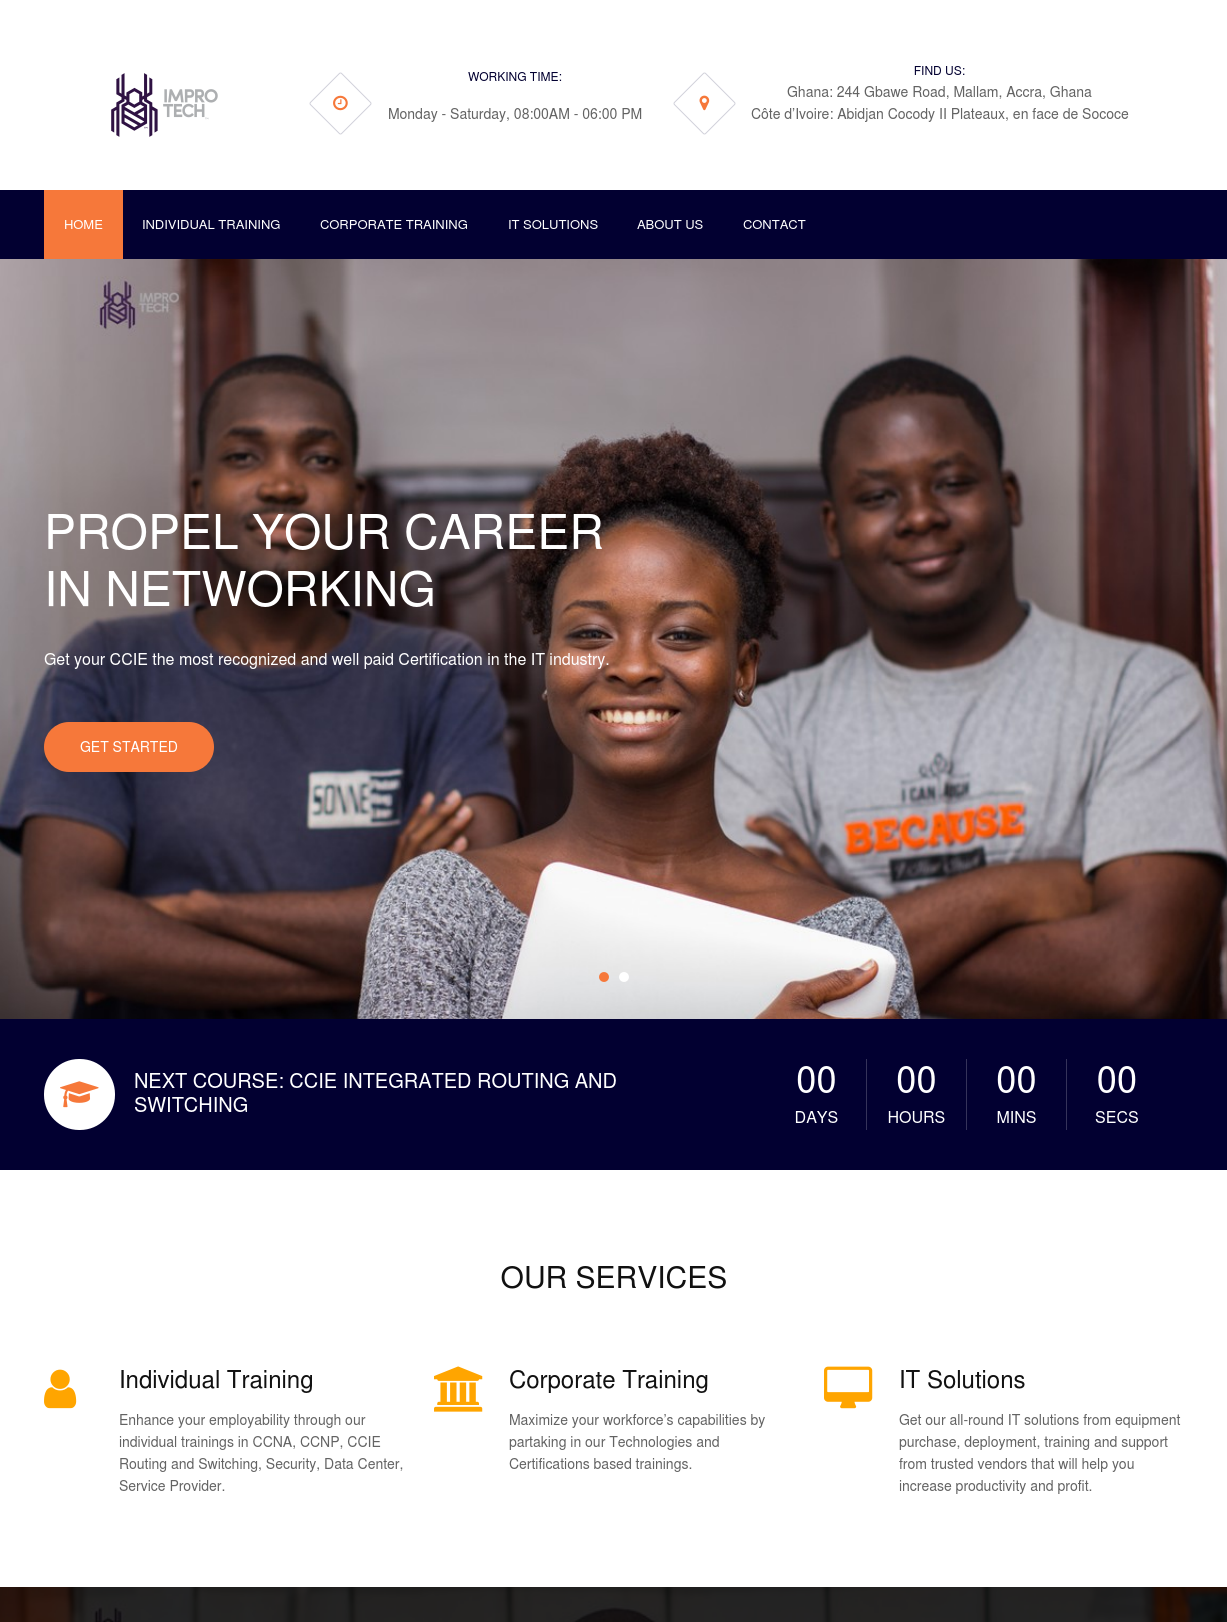 IMPRO
TECH
WORKING TIME:
Monday - Saturday, 08:00AM - 06:00 PM
FIND US:
Ghana: 244 Gbawe Road, Mallam, Accra, Ghana
Côte d'Ivoire: Abidjan Cocody II Plateaux, en face de Sococe
HOME
INDIVIDUAL TRAINING
CORPORATE TRAINING
IT SOLUTIONS
ABOUT US
CONTACT
IMPRO
TECH
PROPEL YOUR CAREER
IN NETWORKING
Get your CCIE the most recognized and well paid Certification in the IT industry.
GET STARTED
I CAN
BECAUSE
NEXT COURSE: CCIE INTEGRATED ROUTING AND
SWITCHING
00
DAYS
00
HOURS
00
MINS
00
SECS
OUR SERVICES
Individual Training
Enhance your employability through our
individual trainings in CCNA, CCNP, CCIE
Routing and Switching, Security, Data Center,
Service Provider.
Corporate Training
Maximize your workforce's capabilities by
partaking in our Technologies and
Certifications based trainings.
IT Solutions
Get our all-round IT solutions from equipment
purchase, deployment, training and support
from trusted vendors that will help you
increase productivity and profit.